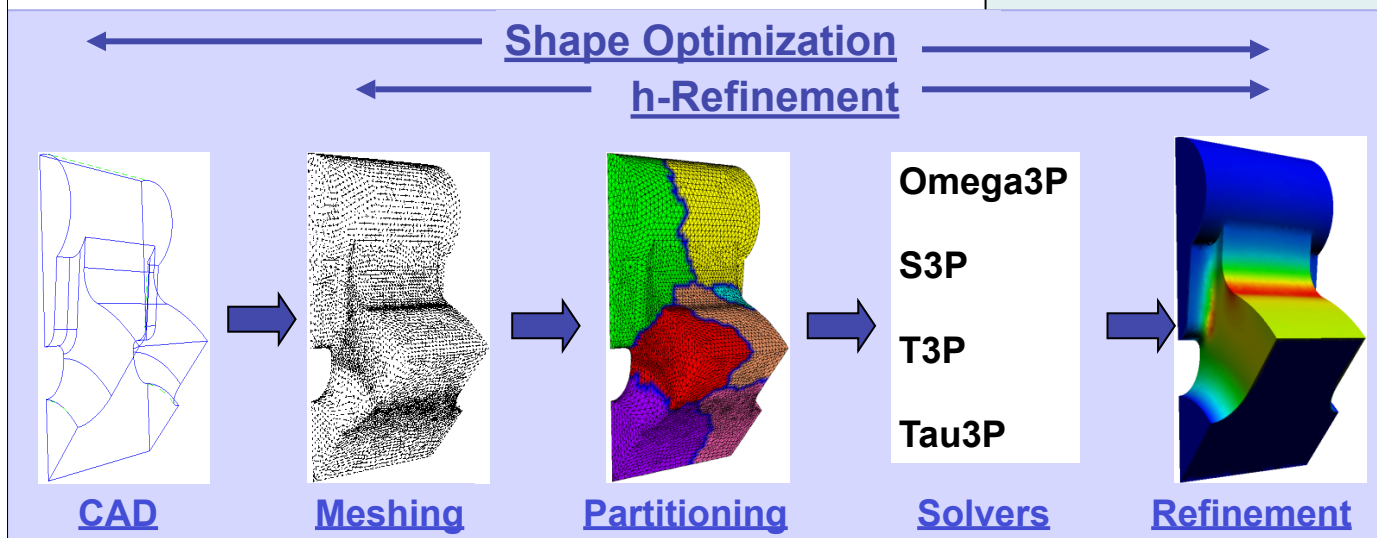 Shape Optimization
h-Refinement
Omega3P
S3P
T3P
Tau3P
CAD
Meshing
Partitioning
Solvers
Refinement